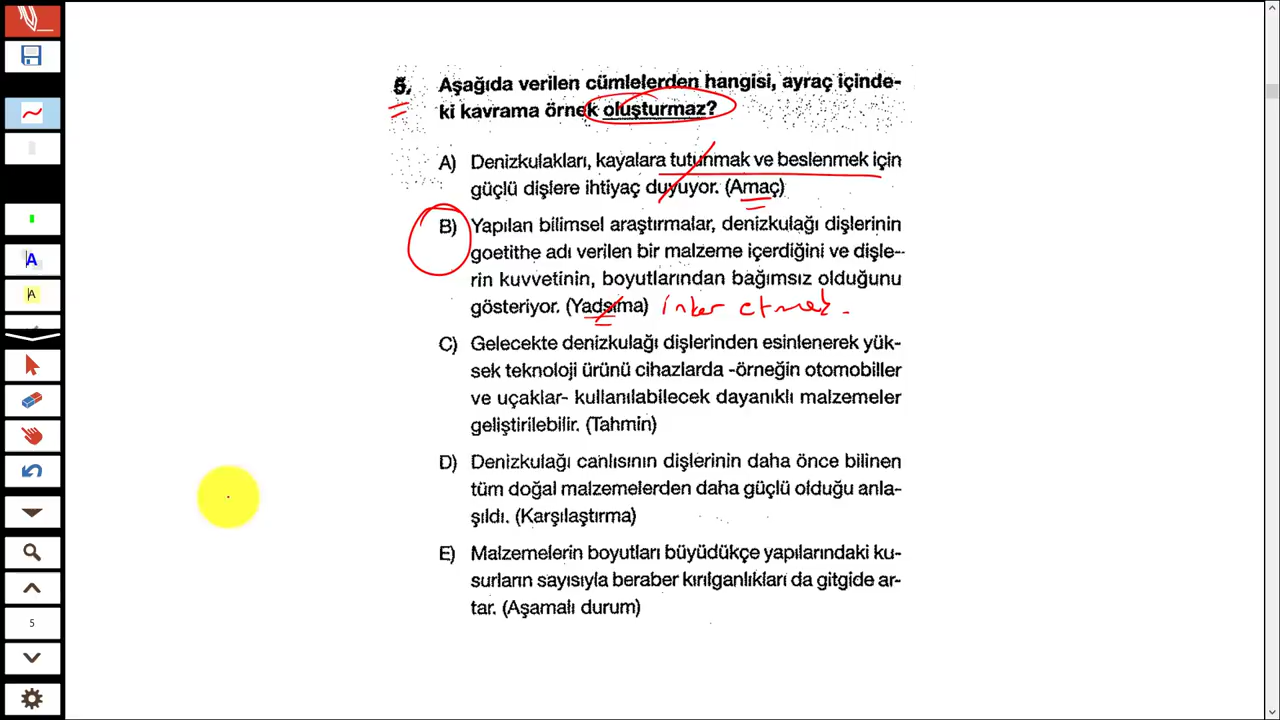 5. Aşağıda verilen cümlelerden hangisi, ayraç içinde-
ki kavrama örnek oluşturmaz?
A) Denizkulakları, kayalara tutunmak ve beslenmek için
güçlü dişlere ihtiyaç duyuyor. (Amaç)
B) Yapılan bilimsel araştırmalar, denizkulağı dişlerinin
goetithe adı verilen bir malzeme içerdiğini ve dişle-
rin kuvvetinin, boyutlarından bağımsız olduğunu
gösteriyor. (Yadsıma) inkar etmek.
C) Gelecekte denizkulağı dişlerinden esinlenerek yük-
sek teknoloji ürünü cihazlarda -örneğin otomobiller
ve uçaklar- kullanılabilecek dayanıklı malzemeler
geliştirilebilir. (Tahmin)
D) Denizkulağı canlısının dişlerinin daha önce bilinen
tüm doğal malzemelerden daha güçlü olduğu anla-
şıldı. (Karşılaştırma)
E) Malzemelerin boyutları büyüdükçe yapılarındaki ku-
surların sayısıyla beraber kırılganlıkları da gitgide ar-
tar. (Aşamalı durum)
A
A
5